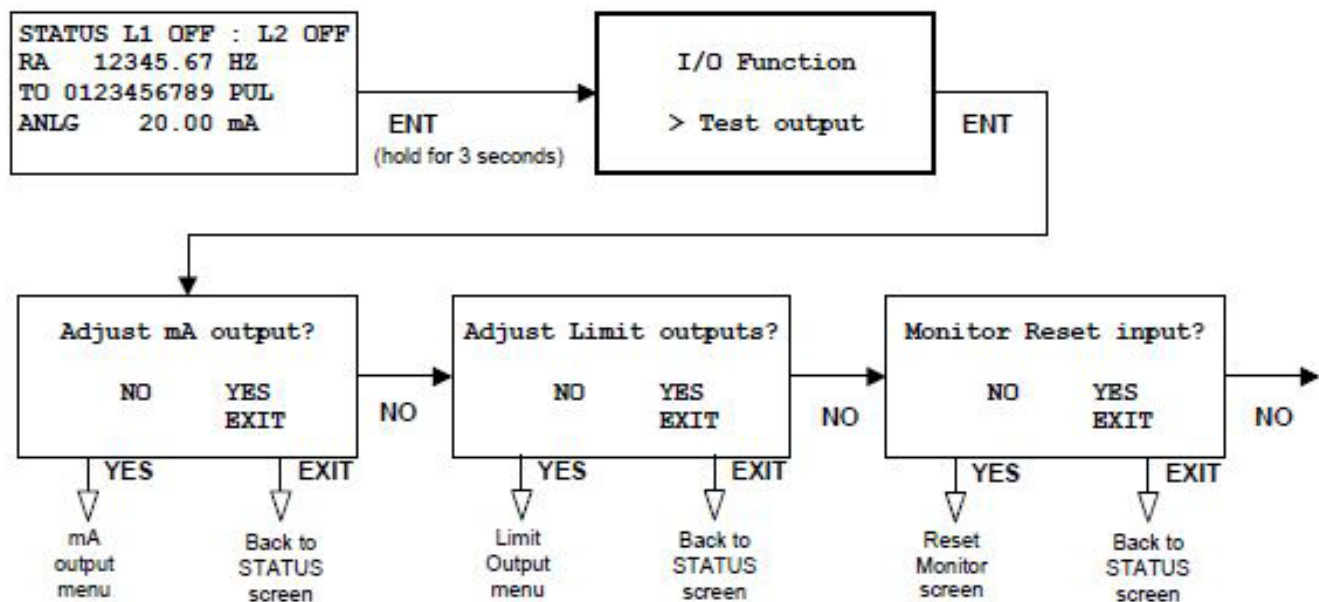 STATUS L1 OFF : L2 OFF
RA 12345.67 HZ
TO 0123456789 PUL
ANLG 20.00 mA
ENT
(hold for 3 seconds)
I/O Function
> Test output
ENT
Adjust mA output?
NO YES
EXIT
NO
YES
EXIT
mA
output
menu
Back to
STATUS
screen
Adjust Limit outputs?
NO YES
EXIT
NO
YES
EXIT
Limit
Output
menu
Back to
STATUS
screen
Monitor Reset input?
NO YES
EXIT
NO
YES
EXIT
Reset
Monitor
screen
Back to
STATUS
screen